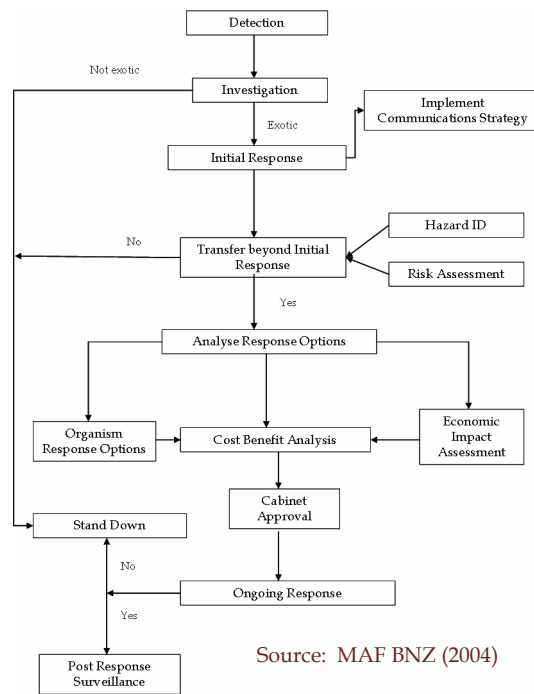 Detection
Not exotic
Investigation
Implement
Communications Strategy
Exotic
Initial Response
Hazard ID
No
Transfer beyond Initial
Response
Risk Assessment
Yes
Analyse Response Options
Organism
Response Options
Cost Benefit Analysis
Economic
Impact
Assessment
Cabinet
Approval
Stand Down
No
Ongoing Response
Yes
Post Response
Surveillance
Source: MAF BNZ (2004)